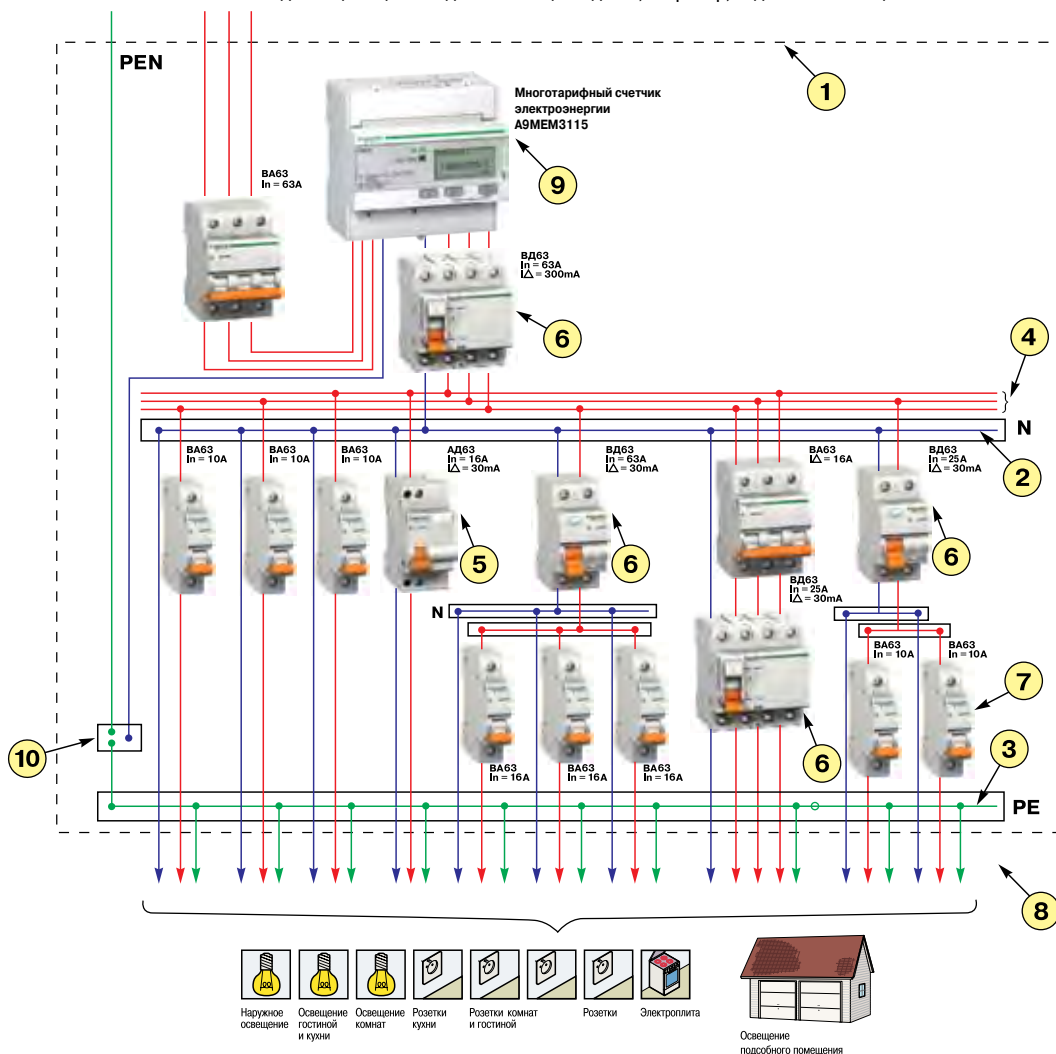 PEN
1
Многотарифный счетчик
электроэнергии
A9MEM3115
9
ВА63
In = 63A
ВД63
In = 63A
I△ = 300mA
6
4
N
2
ВА63
In = 10A
ВА63
In = 10A
ВА63
In = 10A
АД63
In = 16A
I△ = 30mA
ВД63
In = 63A
I△ = 30mA
ВА63
I△ = 16A
ВД63
In = 25A
I△ = 30mA
5
6
6
ВД63
In = 25A
I△ = 30mA
N
ВА63
In = 10A
ВА63
In = 10A
7
10
6
3
ВА63
In = 16A
ВА63
In = 16A
ВА63
In = 16A
PE
8
Наружное
освещение
Освещение
гостиной
и кухни
Освещение
комнат
Розетки
кухни
Розетки комнат
и гостиной
Розетки
Электроплита
Освещение
подсобного помещения